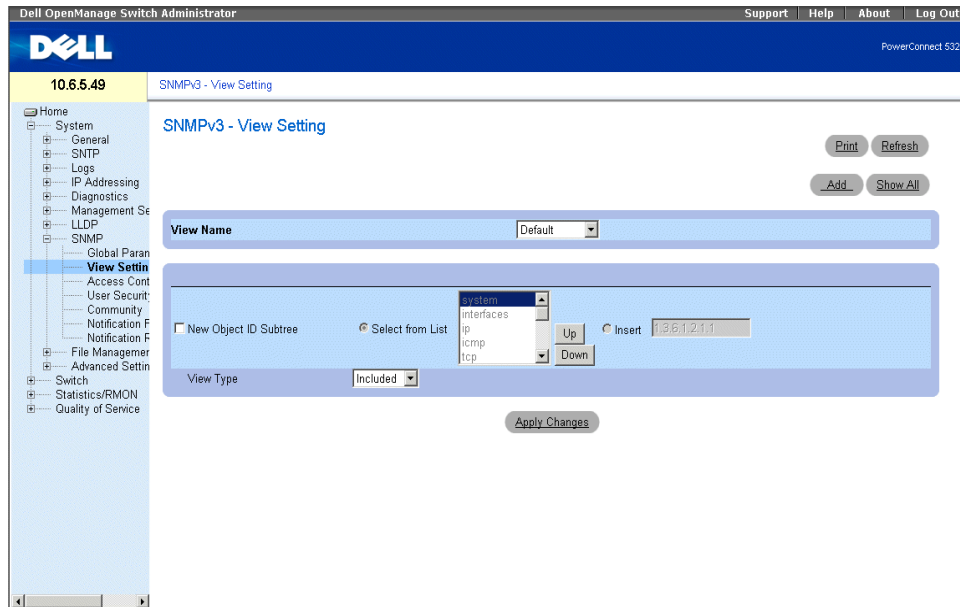 Dell OpenManage Switch Administrator
Support | Help | About | Log Out
DELL
PowerConnect 532
10.6.5.49
SNMPv3 - View Setting
Home
System
General
SNTP
Logs
IP Addressing
Diagnostics
Management Se
LLDP
SNMP
Global Paran
View Settin
Access Cont
User Securit
Community
Notification F
Notification R
File Managemer
Advanced Settin
Switch
Statistics/RMON
Quality of Service
SNMPv3 - View Setting
Print
Refresh
Add
Show All
View Name
Default
New Object ID Subtree
Select from List
system
interfaces
ip
icmp
tcp
Up
Down
Insert
1.3.6.1.2.1.1
View Type
Included
Apply Changes